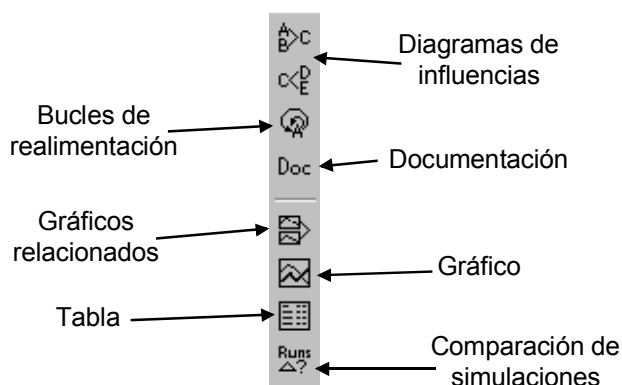 A
B>C
Diagramas de
influencias
C<D
E
Bucles de
realimentación
A
Doc
Documentación
Gráficos
relacionados
Gráfico
Tabla
Runs
△?
Comparación de
simulaciones